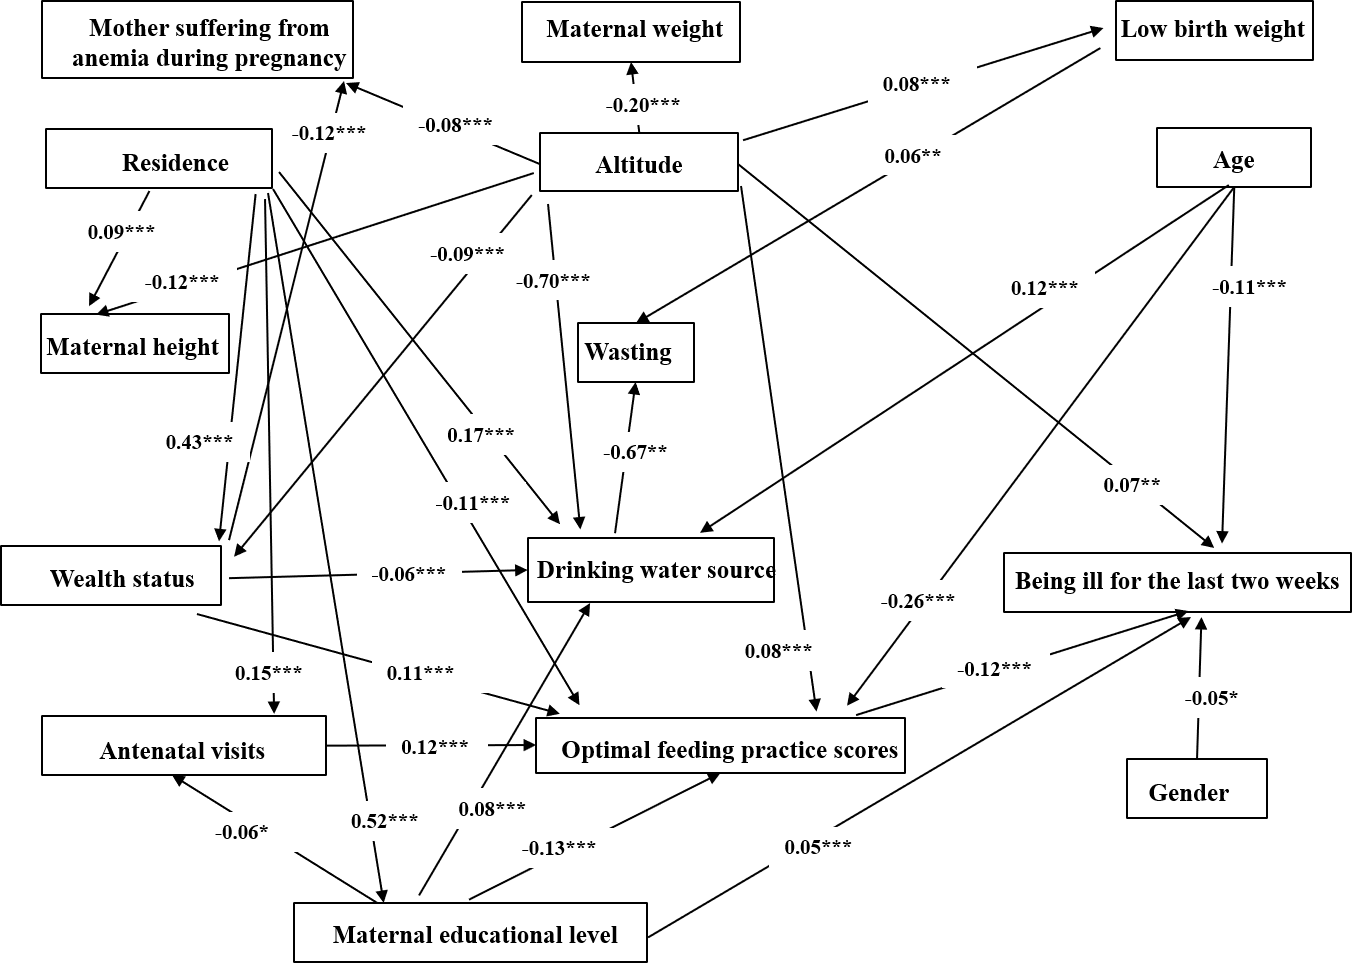 Mother suffering from
anemia during pregnancy
Maternal weight
Low birth weight
0.08***
-0.20***
-0.08***
-0.12***
Residence
Altitude
0.06**
Age
0.09***
-0.09***
-0.12***
-0.70***
0.12***
-0.11***
Maternal height
Wasting
0.43***
0.17***
-0.67**
-0.11***
0.07**
Wealth status
-0.06***
Drinking water source
Being ill for the last two weeks
-0.26***
0.15***
0.11***
0.08***
-0.12***
-0.05*
Antenatal visits
0.12***
Optimal feeding practice scores
Gender
-0.06*
0.52***
0.08***
-0.13***
0.05***
Maternal educational level